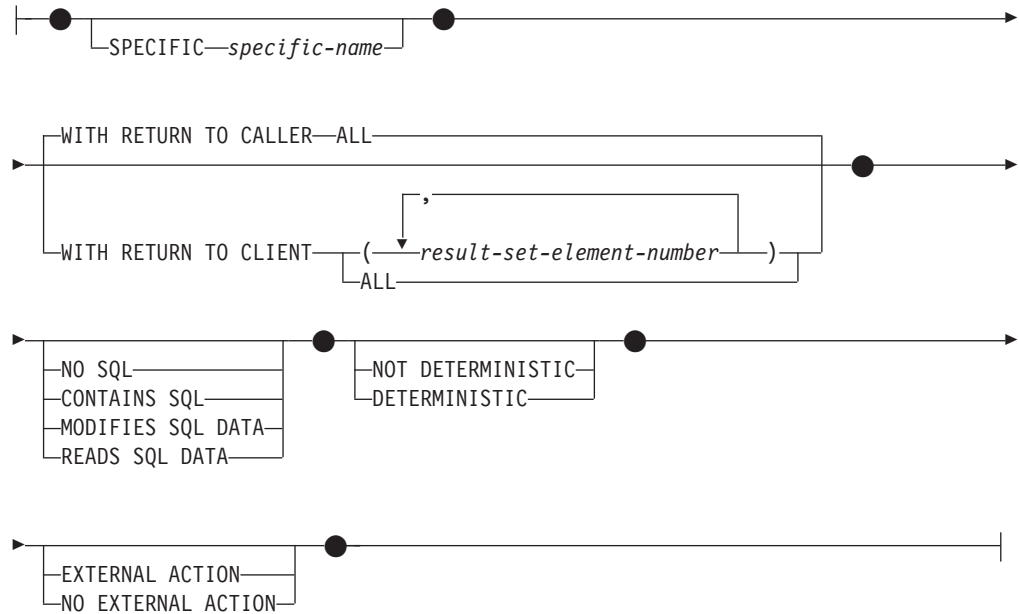 SPECIFIC specific-name
WITH RETURN TO CALLER ALL
,
WITH RETURN TO CLIENT ( result-set-element-number )
ALL
NO SQL
CONTAINS SQL
MODIFIES SQL DATA
READS SQL DATA
NOT DETERMINISTIC
DETERMINISTIC
EXTERNAL ACTION
NO EXTERNAL ACTION